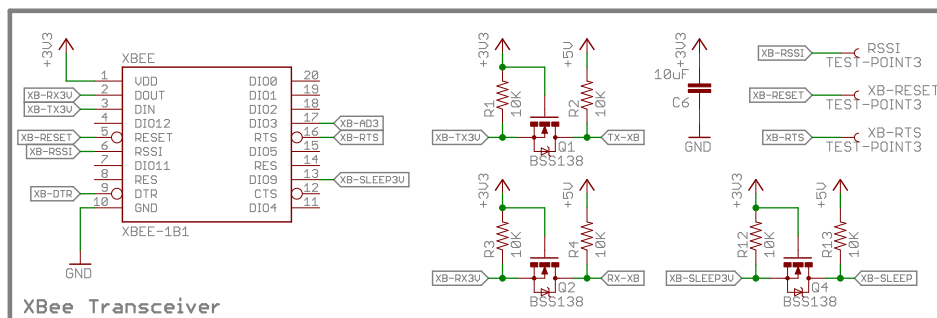 XBEE
+3V3
1 VDD DIO0 20
XB-RX3V 2 DOUT DIO1 19
XB-TX3V 3 DIN DIO2 18
4 DIO12 DIO3 17 XB-AD3
XB-RESET 5 RESET RTS 16 XB-RTS
XB-RSSI 6 RSSI DIO5 15
7 DIO11 RES 14
8 RES DIO9 13 XB-SLEEP3V
XB-DTR 9 DTR CTS 12
10 GND DIO4 11
XBEE-1B1
GND
XBee Transceiver
+3V3 +5V
R1 10K R2 10K
XB-TX3V TX-XB
Q1
BSS138
+3V3
10uF
C6
GND
XB-RSSI RSSI
TEST-POINT3
XB-RESET XB-RESET
TEST-POINT3
XB-RTS XB-RTS
TEST-POINT3
+3V3 +5V
R3 10K R4 10K
XB-RX3V RX-XB
Q2
BSS138
+3V3 +5V
R12 10K R13 10K
XB-SLEEP3V XB-SLEEP
Q4
BSS138